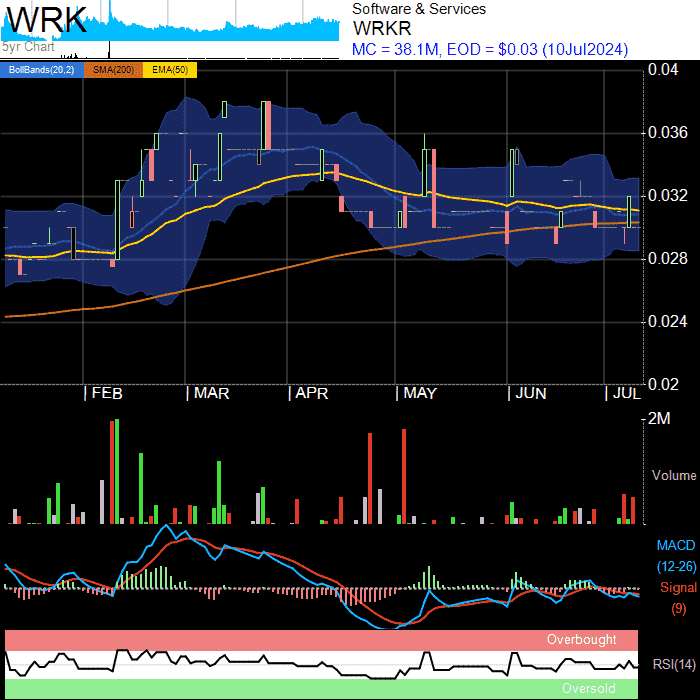 WRK
5yr Chart
Software & Services
WRKR
MC = 38.1M, EOD = $0.03 (10Jul2024)
BollBands(20,2) SMA(200) EMA(50)
0.04
0.036
0.032
0.028
0.024
0.02
FEB MAR APR MAY JUN JUL
2M
Volume
MACD
(12-26)
Signal
(9)
Overbought
RSI(14)
Oversold